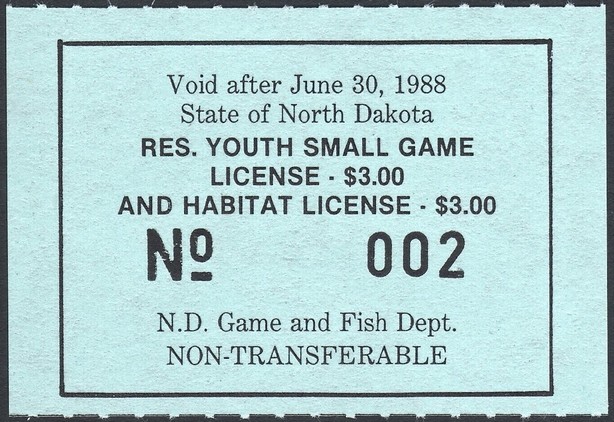 Void after June 30, 1988
State of North Dakota
RES. YOUTH SMALL GAME
LICENSE - $3.00
AND HABITAT LICENSE - $3.00
Nº 002
N.D. Game and Fish Dept.
NON-TRANSFERABLE